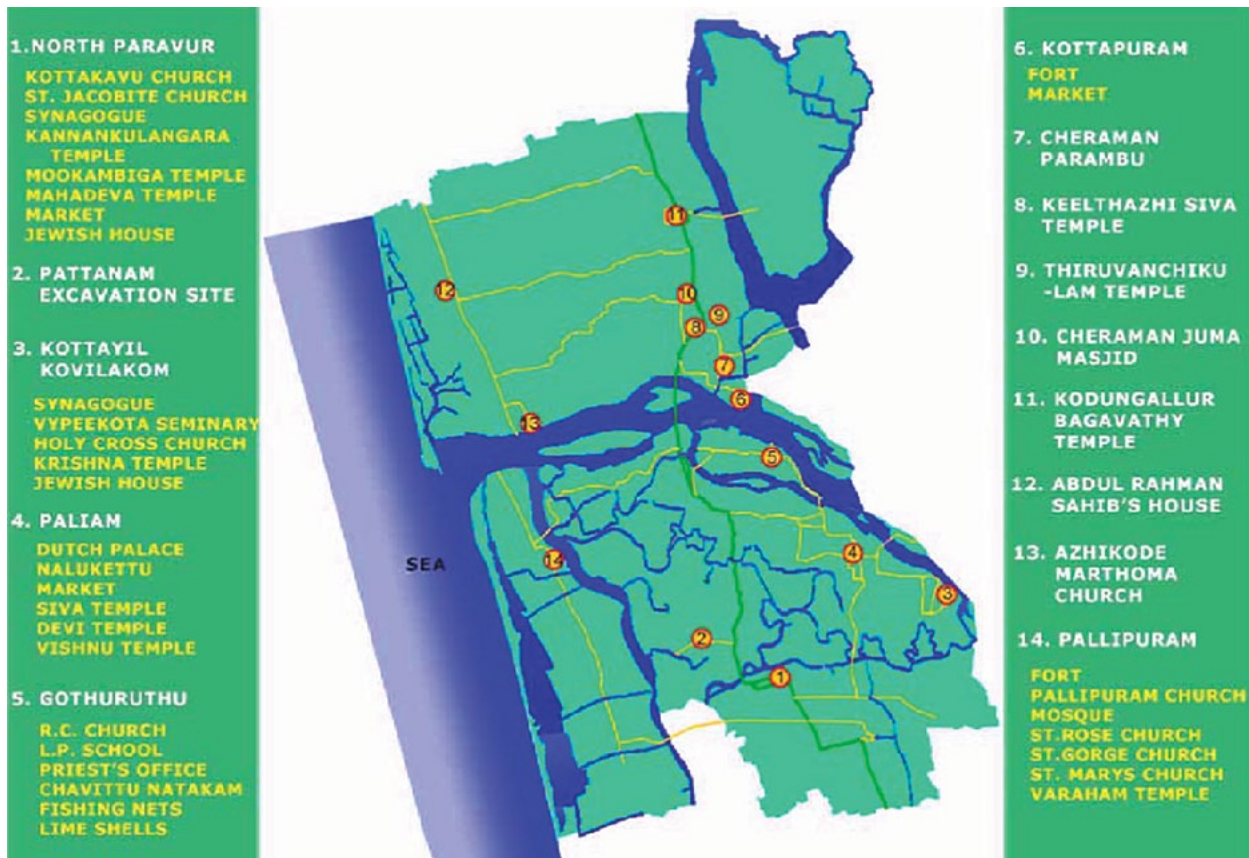 1.NORTH PARAVUR
KOTTAKAVU CHURCH
ST. JACOBITE CHURCH
SYNAGOGUE
KANNANKULANGARA
TEMPLE
MOOKAMBIGA TEMPLE
MAHADEVA TEMPLE
MARKET
JEWISH HOUSE
2. PATTANAM
EXCAVATION SITE
3. KOTTAYIL
KOVILAKOM
SYNAGOGUE
VYPEEKOTA SEMINARY
HOLY CROSS CHURCH
KRISHNA TEMPLE
JEWISH HOUSE
4. PALIAM
DUTCH PALACE
NALUKETTU
MARKET
SIVA TEMPLE
DEVI TEMPLE
VISHNU TEMPLE
5. GOTHURUTHU
R.C. CHURCH
L.P. SCHOOL
PRIEST'S OFFICE
CHAVITTU NATAKAM
FISHING NETS
LIME SHELLS
11
12
10
9
8
7
6
13
5
SEA
14
4
3
2
1
6. KOTTAPURAM
FORT
MARKET
7. CHERAMAN
PARAMBU
8. KEELTHAZHI SIVA
TEMPLE
9. THIRUVANCHIKU
-LAM TEMPLE
10. CHERAMAN JUMA
MASJID
11. KODUNGALLUR
BAGAVATHY
TEMPLE
12. ABDUL RAHMAN
SAHIB'S HOUSE
13. AZHIKODE
MARTHOMA
CHURCH
14. PALLIPURAM
FORT
PALLIPURAM CHURCH
MOSQUE
ST.ROSE CHURCH
ST.GORGE CHURCH
ST. MARYS CHURCH
VARAHAM TEMPLE